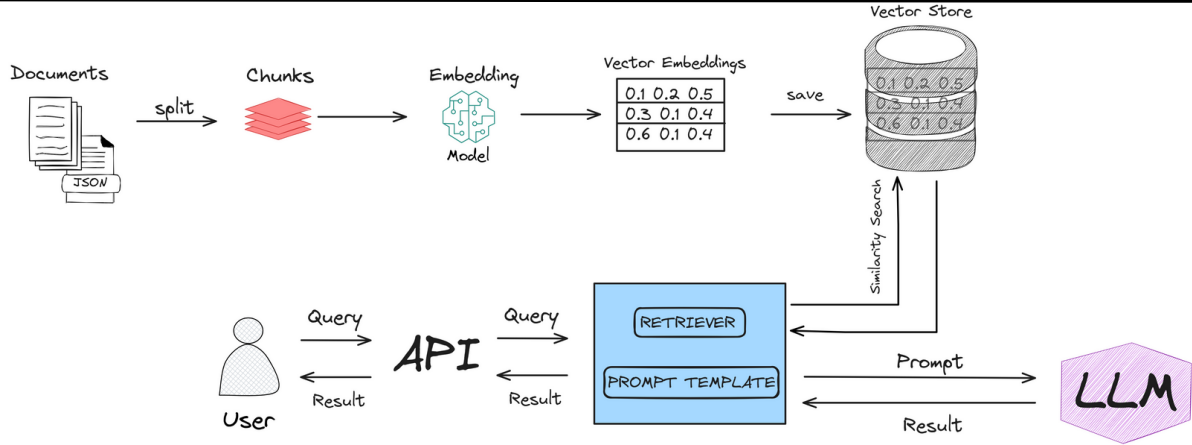 Documents
JSON
split
Chunks
Embedding
Model
Vector Embeddings
0.1 0.2 0.5
0.3 0.1 0.4
0.6 0.1 0.4
save
Vector Store
0.1 0.2 0.5
0.3 0.1 0.4
0.6 0.1 0.4
Similarity Search
User
Query
Result
API
Query
Result
RETRIEVER
PROMPT TEMPLATE
Prompt
Result
LLM